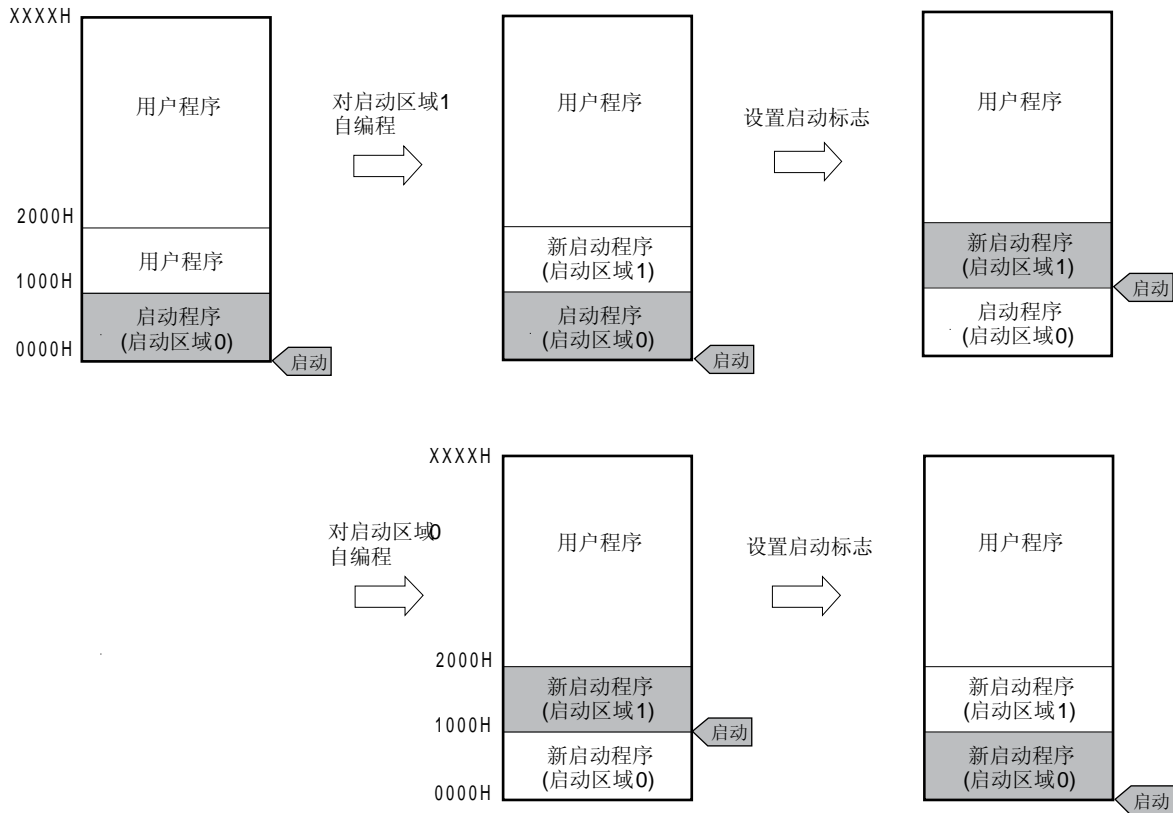 XXXXH
用户程序
2000H
用户程序
1000H
启动程序
(启动区域0)
0000H
启动
对启动区域1
自编程
用户程序
新启动程序
(启动区域1)
启动程序
(启动区域0)
启动
设置启动标志
用户程序
新启动程序
(启动区域1)
启动
启动程序
(启动区域0)
对启动区域0
自编程
XXXXH
用户程序
2000H
新启动程序
(启动区域1)
1000H
启动
新启动程序
(启动区域0)
0000H
设置启动标志
用户程序
新启动程序
(启动区域1)
新启动程序
(启动区域0)
启动